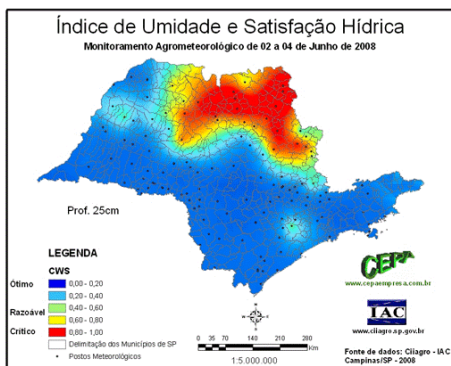 Índice de Umidade e Satisfação Hídrica
Monitoramento Agrometeorológico de 02 a 04 de Junho de 2008
Prof. 25cm
LEGENDA
CWS
Ótimo
0,00 - 0,20
0,20 - 0,40
Razoável
0,40 - 0,60
0,60 - 0,80
Crítico
0,80 - 1,00
Delimitação dos Municípios de SP
Postos Meteorológicos
0 35 70 140 210 280
Km
1:5.000.000
CEPA
www.cepaempresa.com.br
IAC
www.ciiagro.sp.gov.br
Fonte de dados: Ciiagro - IAC
Campinas/SP - 2008